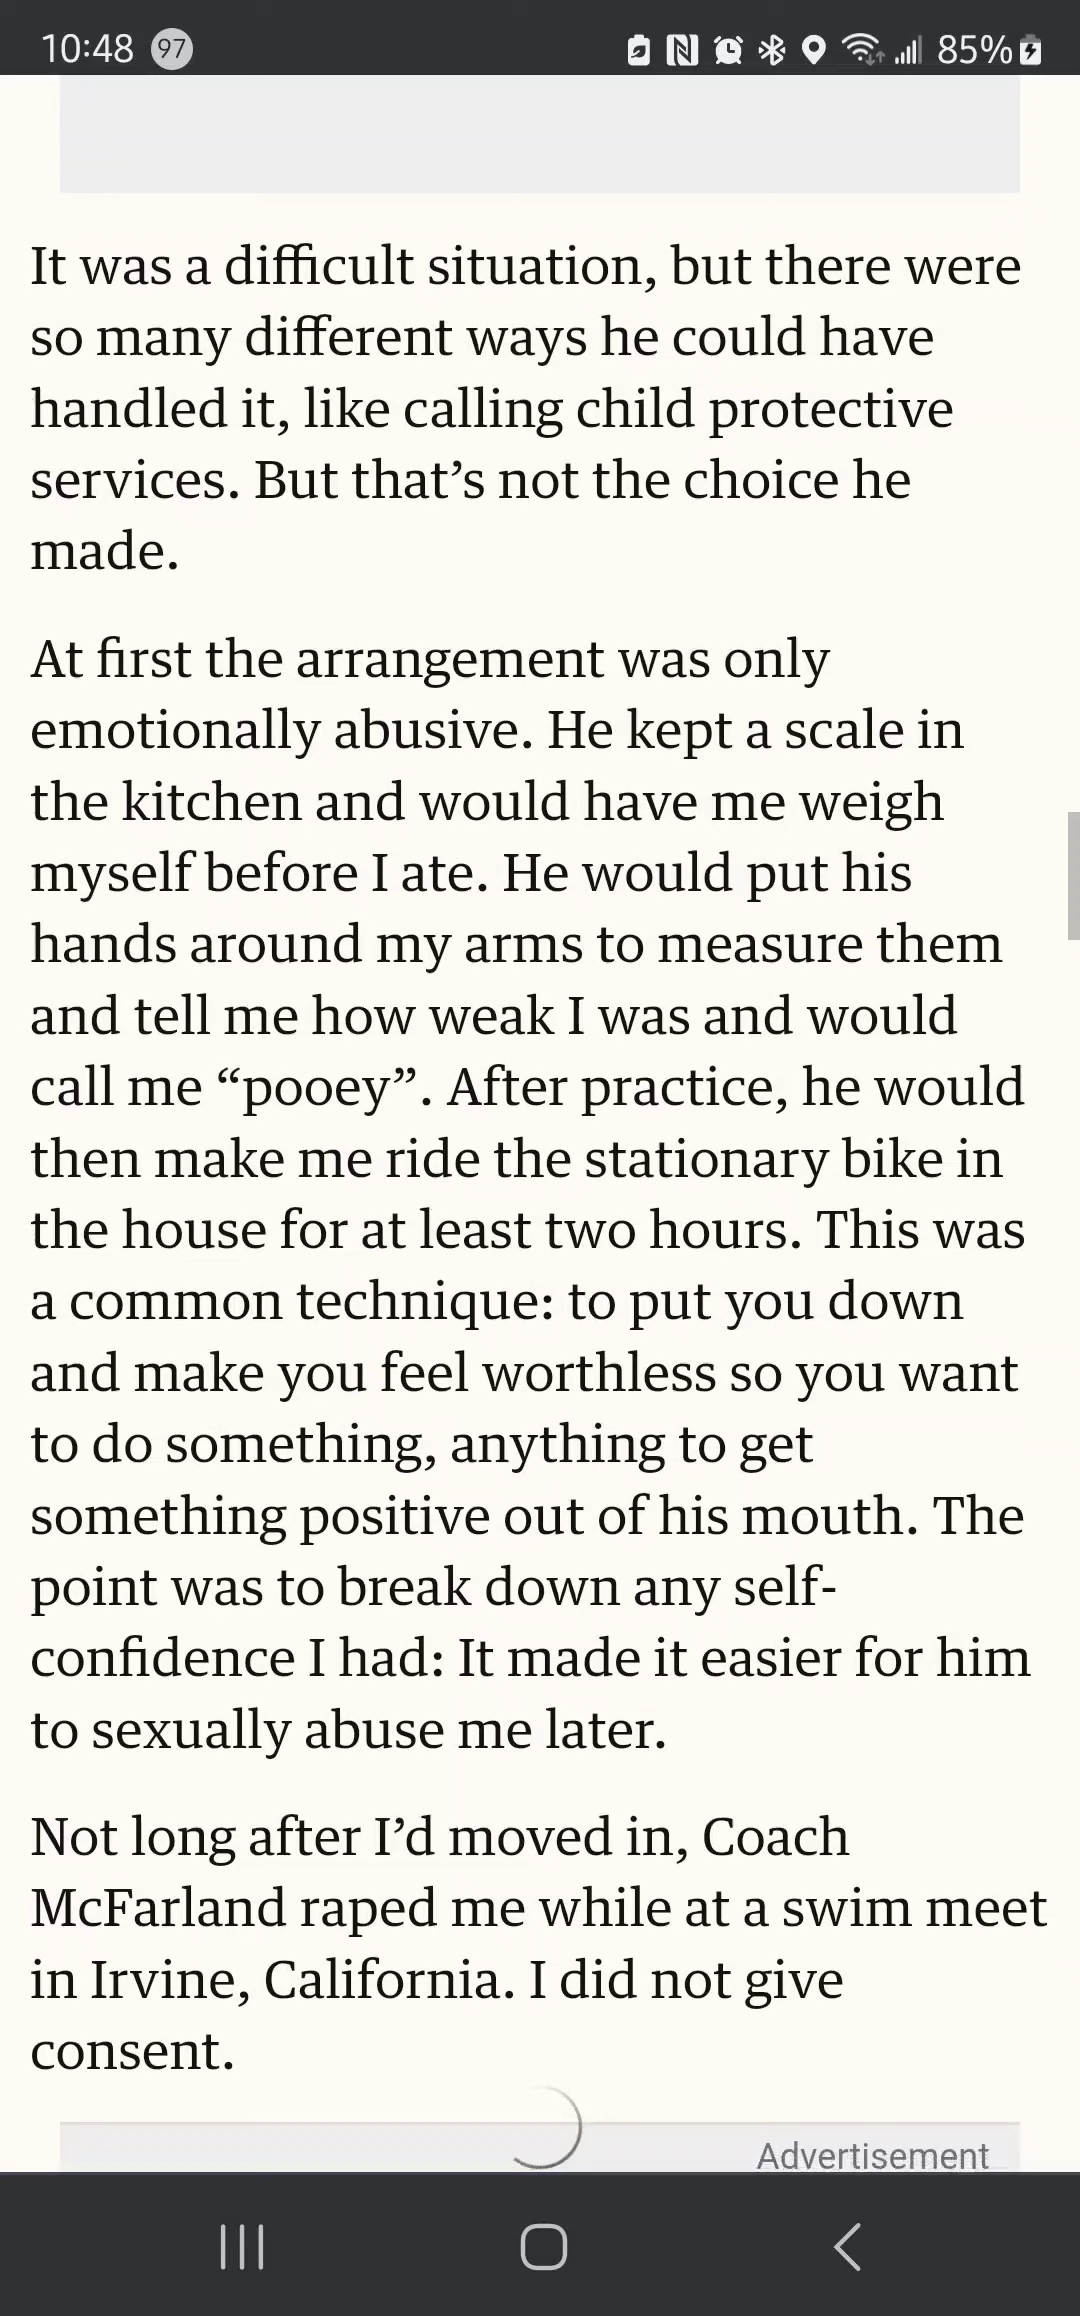 10:48 97 85%
It was a difficult situation, but there were
so many different ways he could have
handled it, like calling child protective
services. But that’s not the choice he
made.
At first the arrangement was only
emotionally abusive. He kept a scale in
the kitchen and would have me weigh
myself before I ate. He would put his
hands around my arms to measure them
and tell me how weak I was and would
call me “pooey”. After practice, he would
then make me ride the stationary bike in
the house for at least two hours. This was
a common technique: to put you down
and make you feel worthless so you want
to do something, anything to get
something positive out of his mouth. The
point was to break down any self-
confidence I had: It made it easier for him
to sexually abuse me later.
Not long after I’d moved in, Coach
McFarland raped me while at a swim meet
in Irvine, California. I did not give
consent.
Advertisement